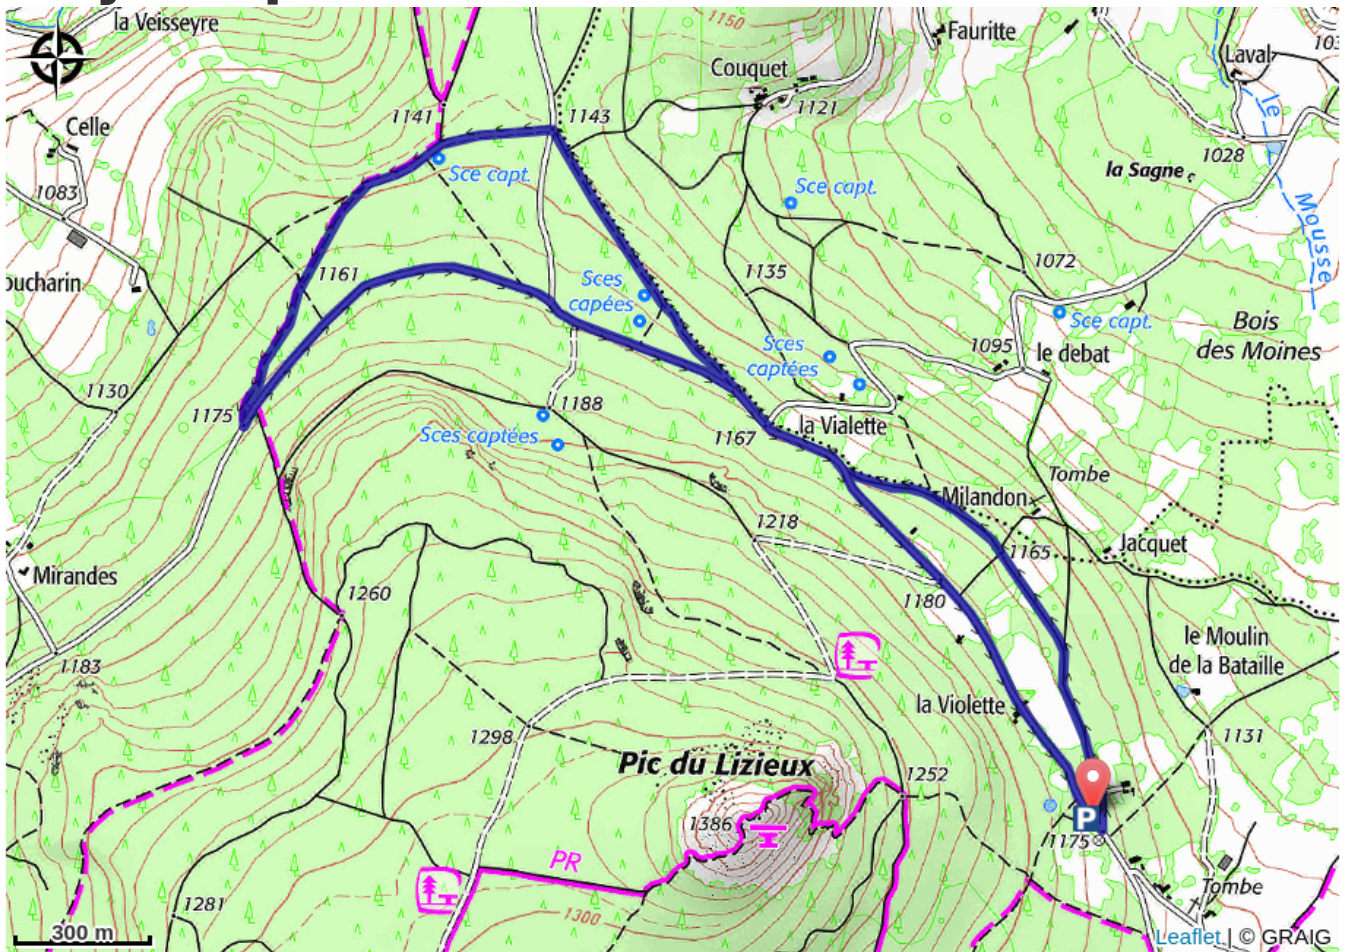 la Veisseyre
1150
Fauritte
Laval
Couquet
1121
1141
1143
le
Mousse
Celle
Sce capt.
1028
la Sagne
1083
Sce capt.
1161
1135
1072
oucharin
Sces
capées
Sce capt.
Bois
des Moines
Sces
captées
1095
le debat
1130
1175
1188
Sces captées
1167
la Vialette
Tombe
Milandon
1218
1165
Jacquet
Mirandes
1260
1180
le Moulin
de la Bataille
1183
la Violette
1298
1131
Pic du Lizieux
1252
1386
P
1175
PR
Tombe
1281
1300
300 m
Leaflet | © GRAIG